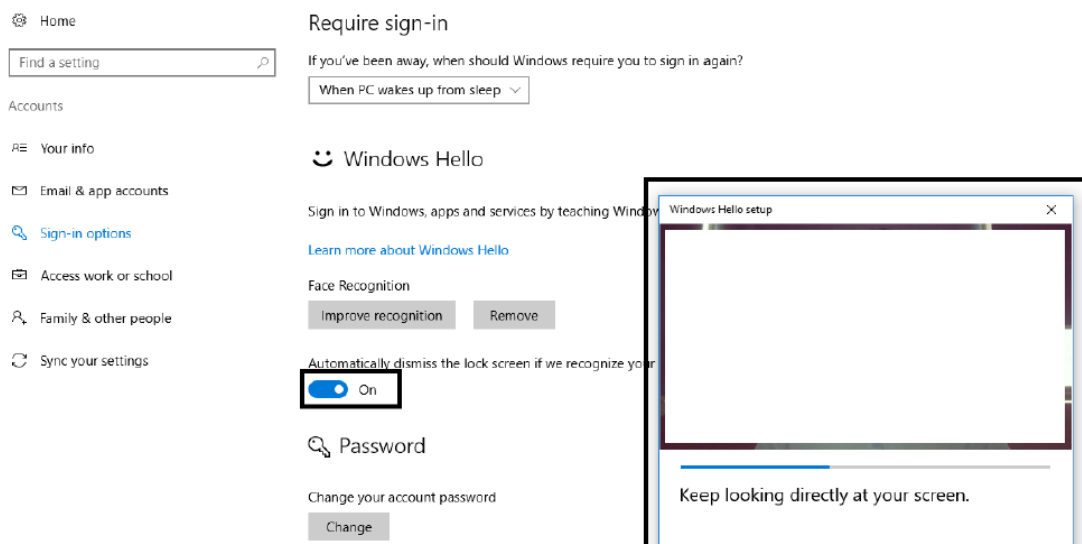 Home
Find a setting
Accounts
Your info
Email & app accounts
Sign-in options
Access work or school
Family & other people
Sync your settings
Require sign-in
If you've been away, when should Windows require you to sign in again?
When PC wakes up from sleep
Windows Hello
Sign in to Windows, apps and services by teaching
Learn more about Windows Hello
Face Recognition
Improve recognition
Remove
Automatically dismiss the lock screen if we recognize
On
Password
Change your account password
Change
Windows Hello setup
Keep looking directly at your screen.